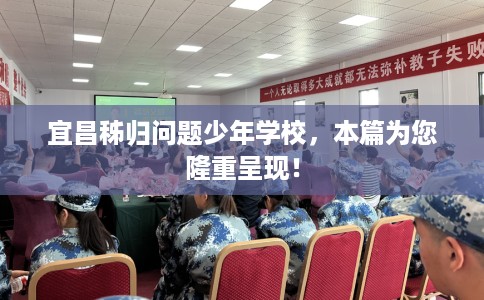 一个人无论取得多大成就都无法弥补教子失败
宜昌秭归问题少年学校，本篇为您
隆重呈现！